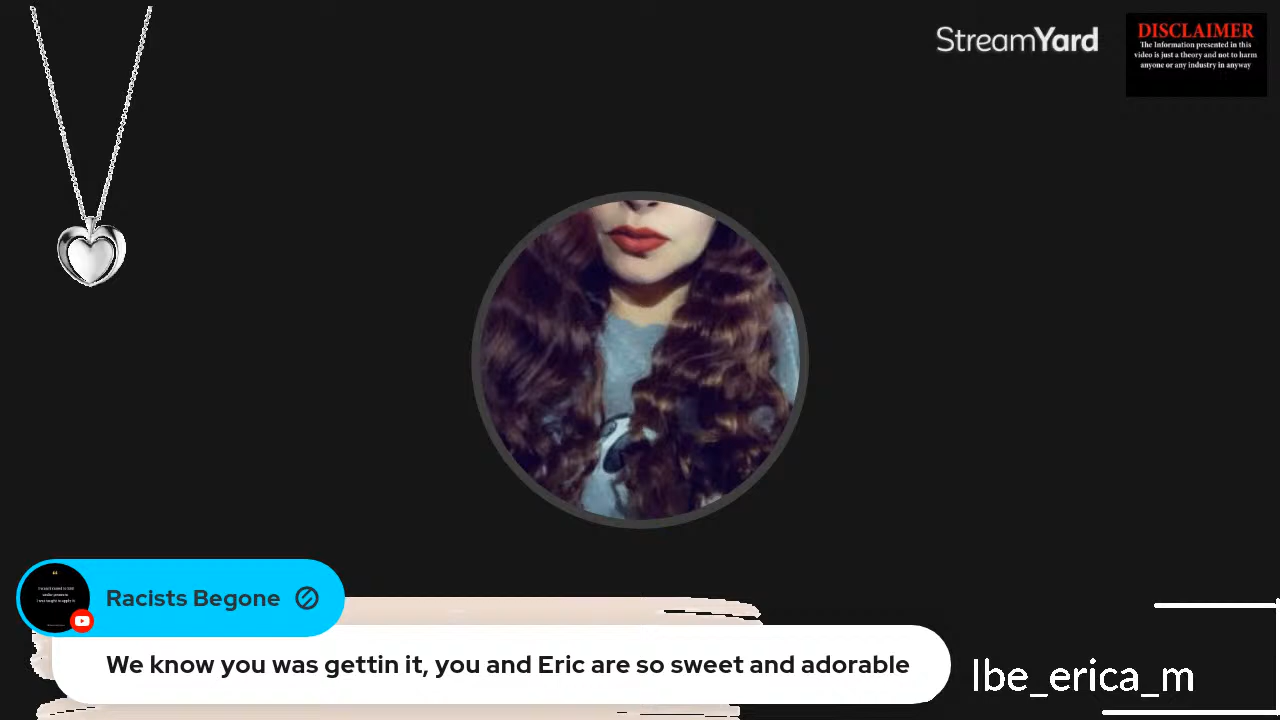 StreamYard
DISCLAIMER
The Information presented in this
video is just a theory and not to harm
anyone or any industry in anyway
Racists Begone
We know you was gettin it, you and Eric are so sweet and adorable
lbe_erica_m